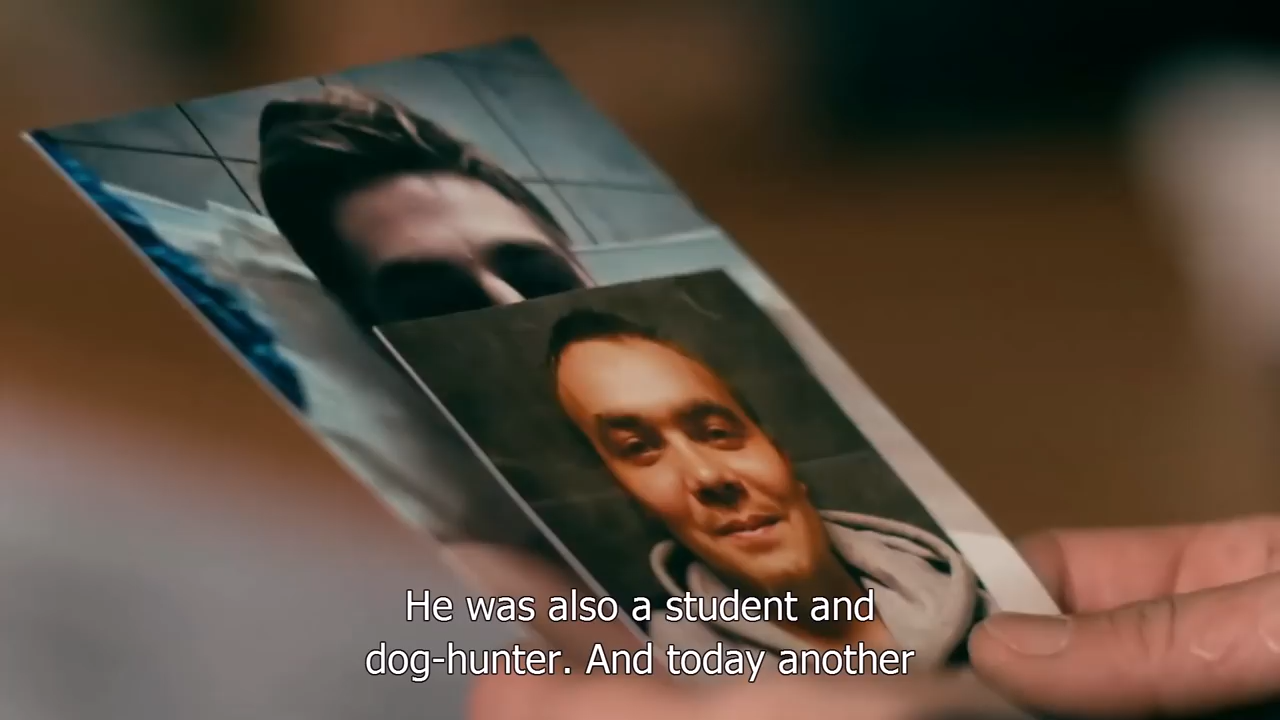 He was also a student and
dog-hunter. And today another